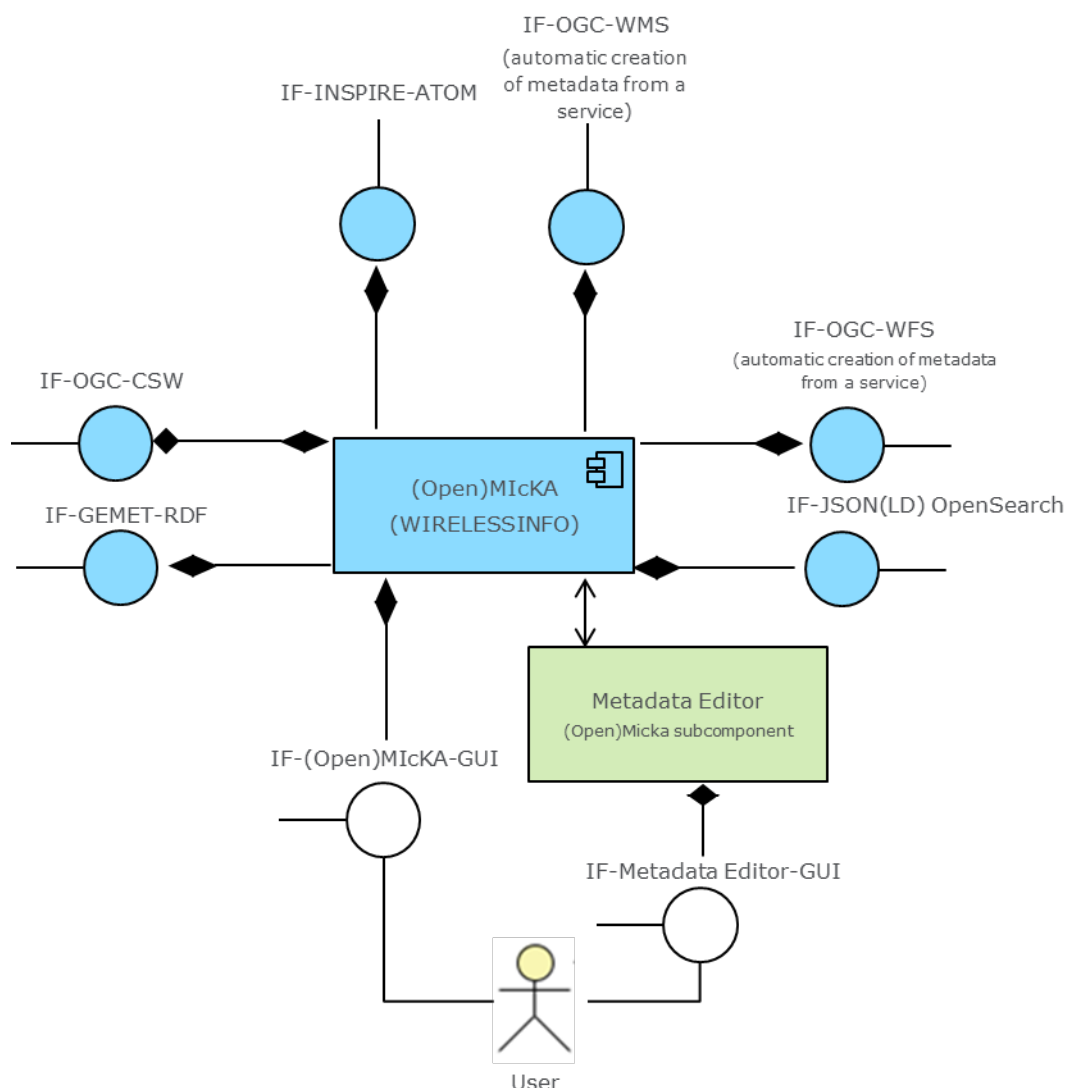 IF-OGC-WMS
(automatic creation
of metadata from a
service)
IF-INSPIRE-ATOM
IF-OGC-WFS
(automatic creation of metadata
from a service)
IF-OGC-CSW
(Open)MIcKA
(WIRELESSINFO)
IF-JSON(LD) OpenSearch
IF-GEMET-RDF
Metadata Editor
(Open)Micka subcomponent
IF-(Open)MIcKA-GUI
IF-Metadata Editor-GUI
User